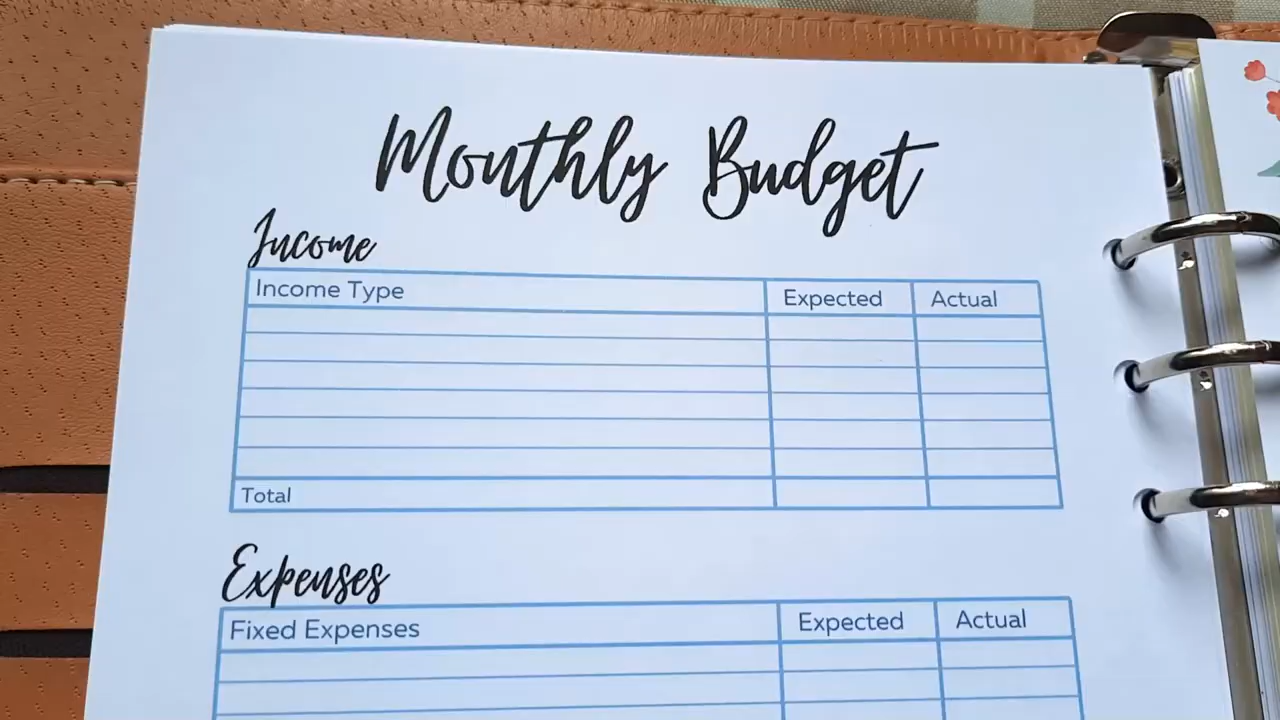 Monthly Budget
Income
Income Type Expected Actual
Total
Expenses
Fixed Expenses Expected Actual